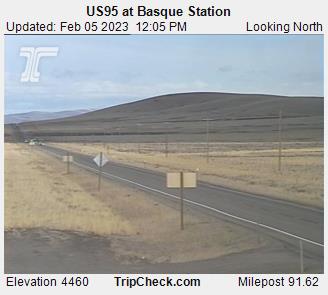 US95 at Basque Station
Updated: Feb 05 2023 12:05 PM Looking North
Elevation 4460 TripCheck.com Milepost 91.62